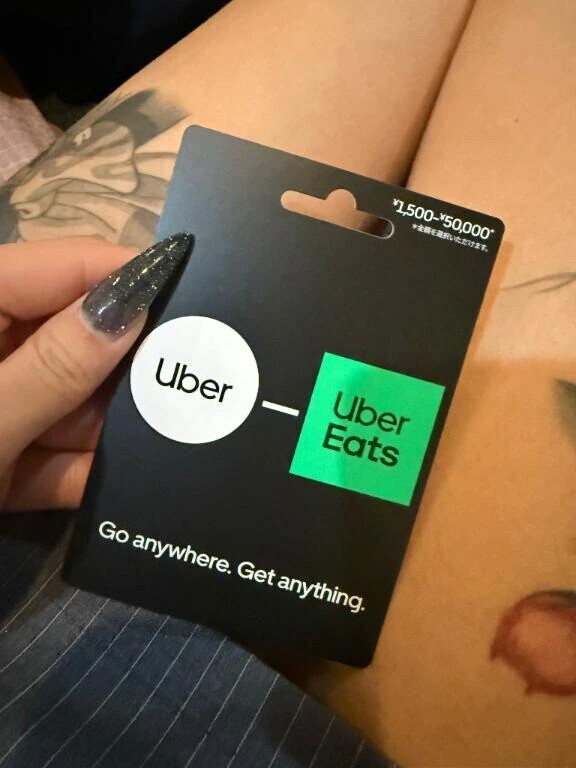 ¥1,500–¥50,000*
*金額を選択いただけます。
Uber
Uber
Eats
Go anywhere. Get anything.